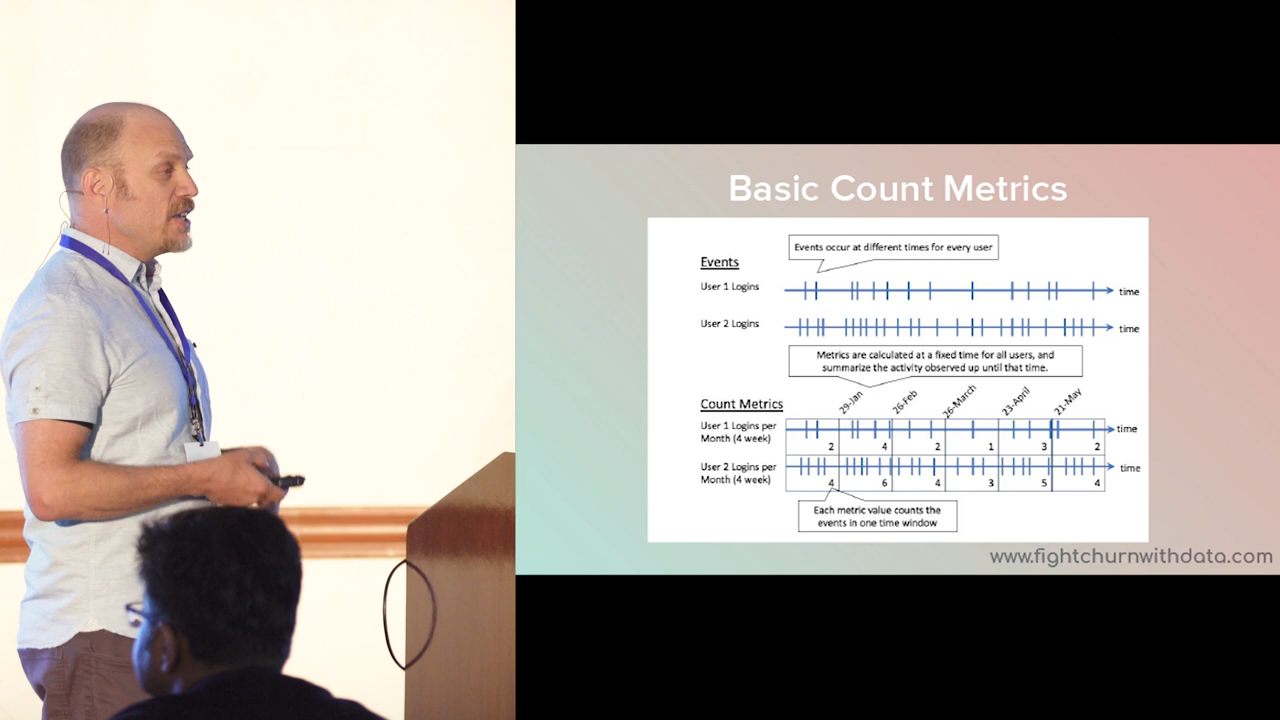 Basic Count Metrics
Events occur at different times for every user
Events
User 1 Logins
time
User 2 Logins
time
Metrics are calculated at a fixed time for all users, and
summarize the activity observed up until that time.
29-Jan
26-Feb
26-March
23-April
21-May
Count Metrics
User 1 Logins per
Month (4 week)
time
2
4
2
1
3
2
User 2 Logins per
Month (4 week)
time
4
6
4
3
5
4
Each metric value counts the
events in one time window
www.fightchurnwithdata.com